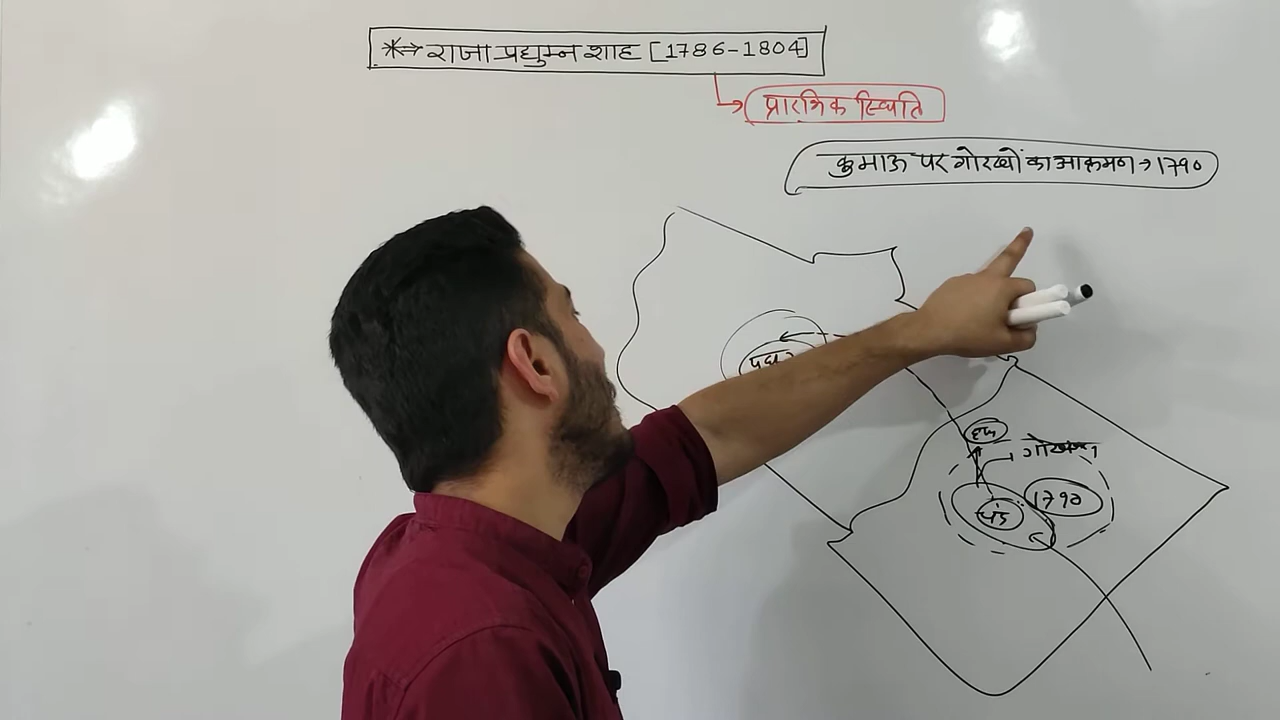 *⇒ राजा प्रद्युम्न शाह [1786-1804]
प्रारंभिक स्थिति
कुमाऊ पर गोरखों का आक्रमण → 1790
1790
चंद